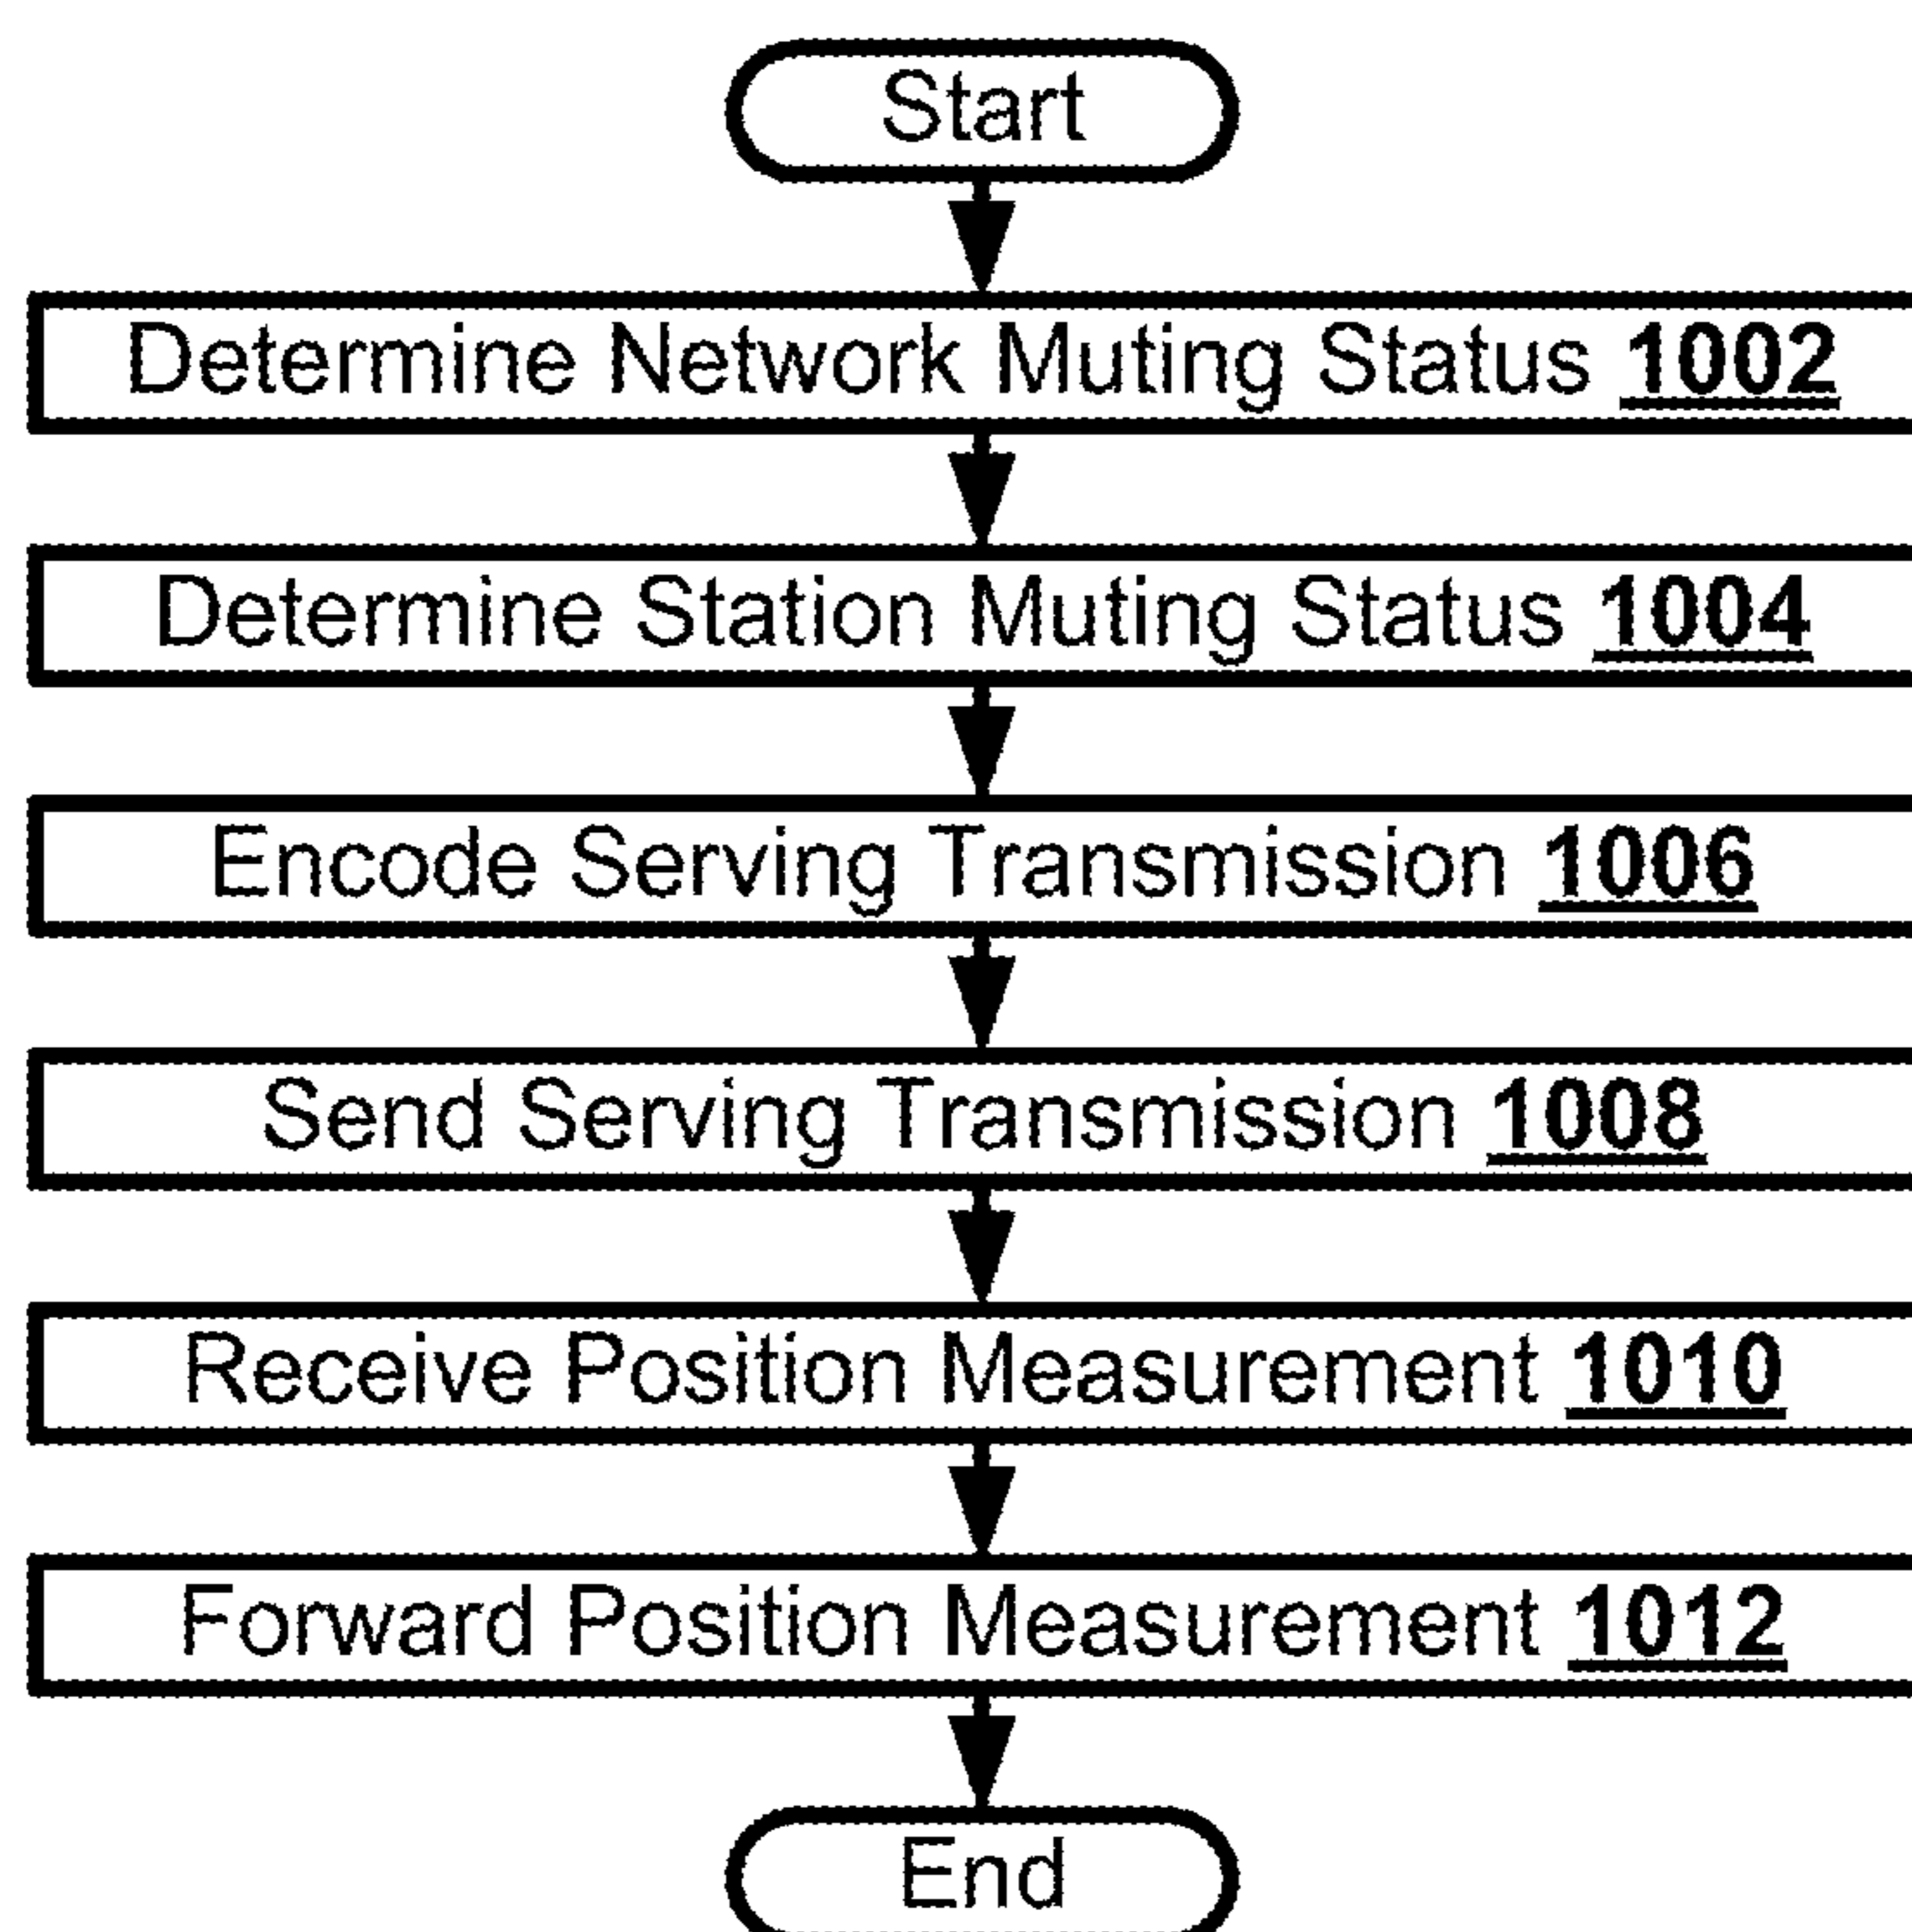 Start
Determine Network Muting Status 1002
Determine Station Muting Status 1004
Encode Serving Transmission 1006
Send Serving Transmission 1008
Receive Position Measurement 1010
Forward Position Measurement 1012
End